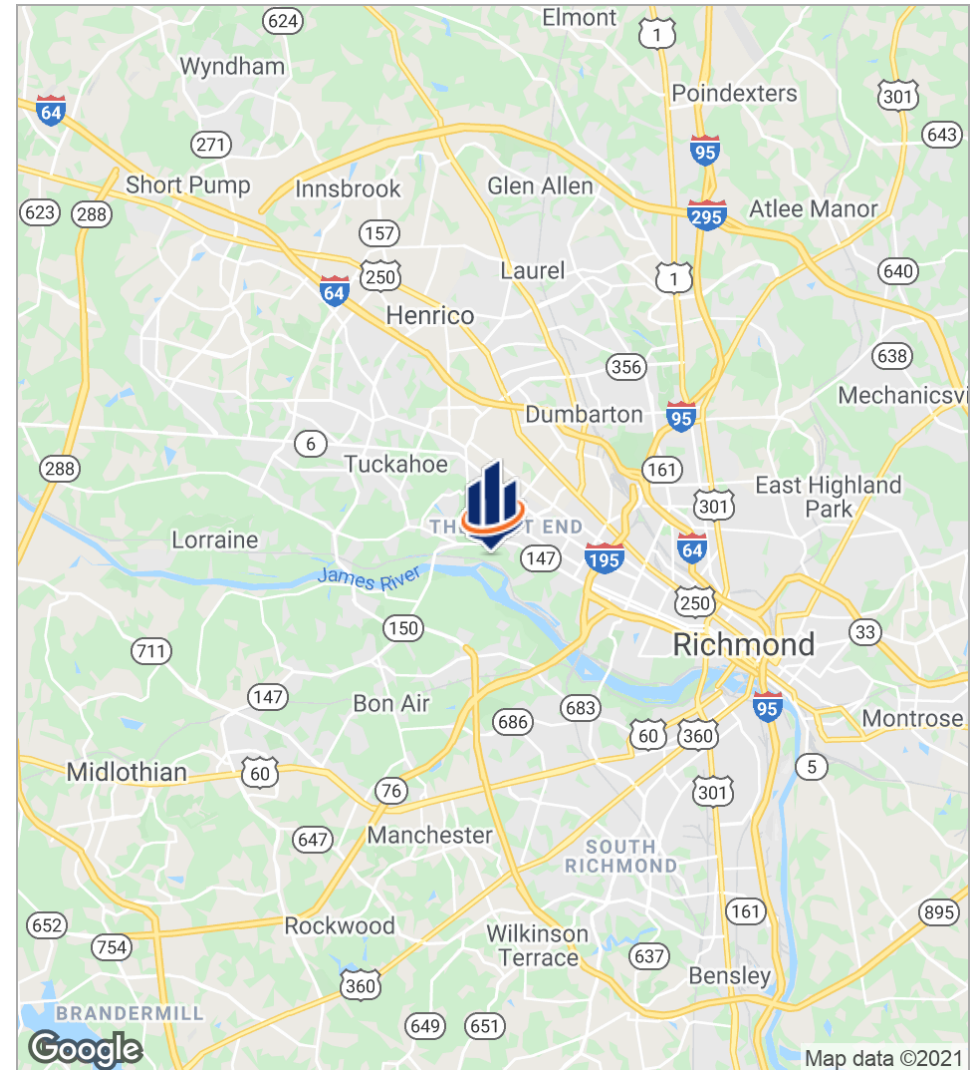 624
Elmont
1
Wyndham
64
Poindexters
301
271
643
95
Short Pump
Innsbrook
Glen Allen
623
288
295
Atlee Manor
157
250
Laurel
1
640
64
Henrico
638
356
Mechanicsvi
Dumbarton
95
6
288
Tuckahoe
161
East Highland
Park
301
TH
T END
Lorraine
147
195
64
James River
250
150
Richmond
33
711
147
Bon Air
683
686
95
Montrose
60
360
Midlothian
60
5
76
301
647
Manchester
SOUTH
RICHMOND
652
Rockwood
161
895
754
Wilkinson
Terrace
637
360
Bensley
BRANDERMILL
649
651
Google
Map data ©2021